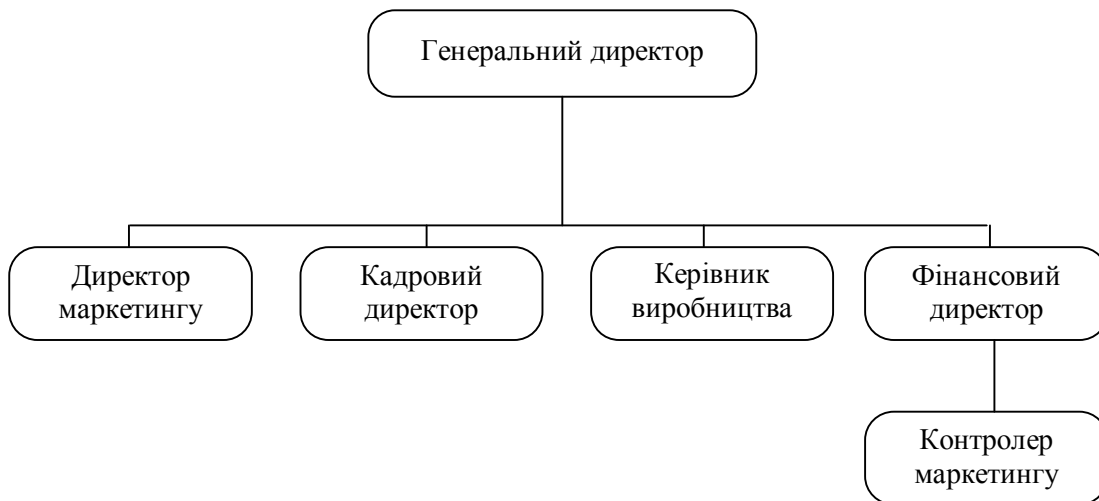 Генеральний директор
Директор
маркетингу
Кадровий
директор
Керівник
виробництва
Фінансовий
директор
Контролер
маркетингу